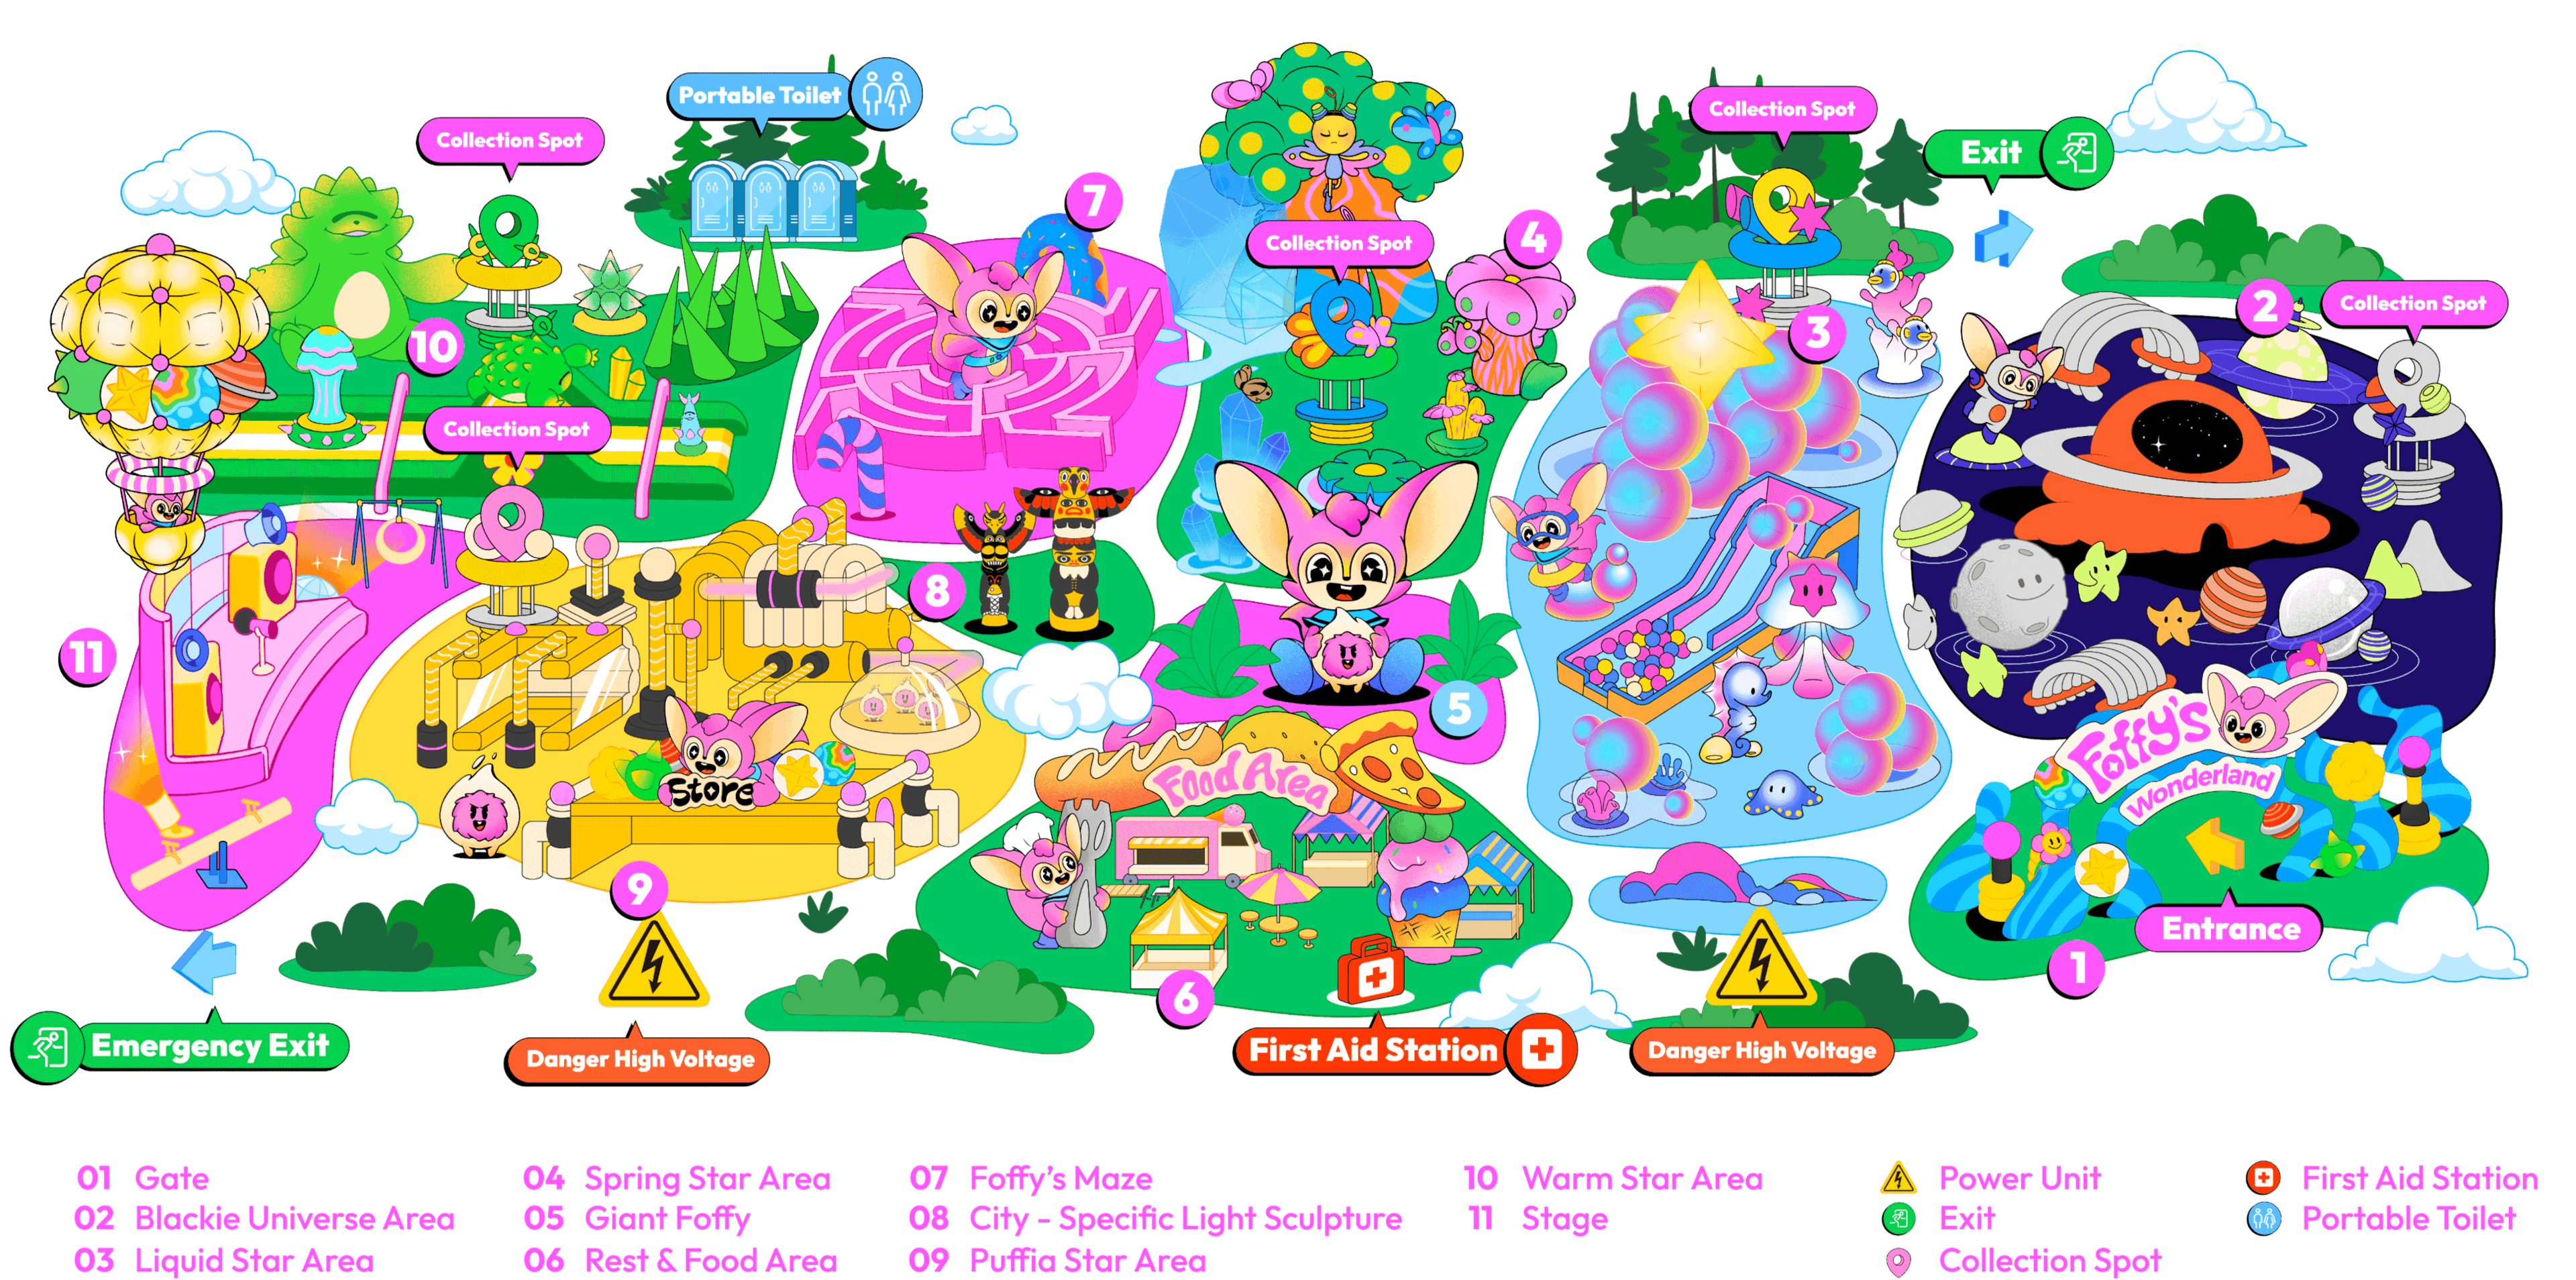 Portable Toilet
Collection Spot
Collection Spot
Exit
Collection Spot
Collection Spot
Collection Spot
7
4
3
2
10
8
11
5
Foffy's
Wonderland
Food Area
Store
9
6
1
Entrance
Emergency Exit
Danger High Voltage
First Aid Station
Danger High Voltage
01 Gate
02 Blackie Universe Area
03 Liquid Star Area
04 Spring Star Area
05 Giant Foffy
06 Rest & Food Area
07 Foffy's Maze
08 City - Specific Light Sculpture
09 Puffia Star Area
10 Warm Star Area
11 Stage
Power Unit
Exit
Collection Spot
First Aid Station
Portable Toilet